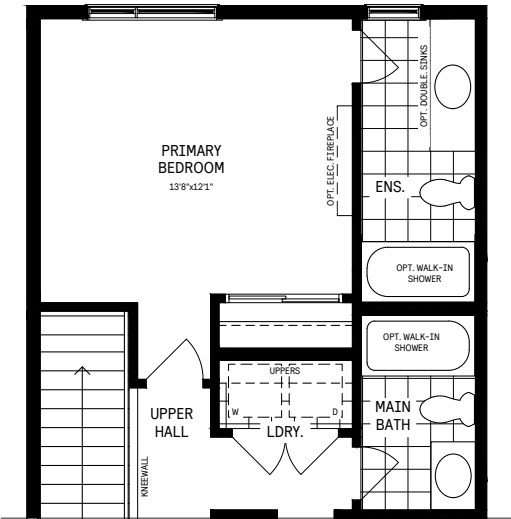 OPT. DOUBLE SINKS
OPT. ELEC. FIREPLACE
PRIMARY
BEDROOM
13'8"x12'1"
ENS.
OPT. WALK-IN
SHOWER
OPT. WALK-IN
SHOWER
UPPERS
W
D
LDRY.
UPPER
HALL
MAIN
BATH
KNEEWALL